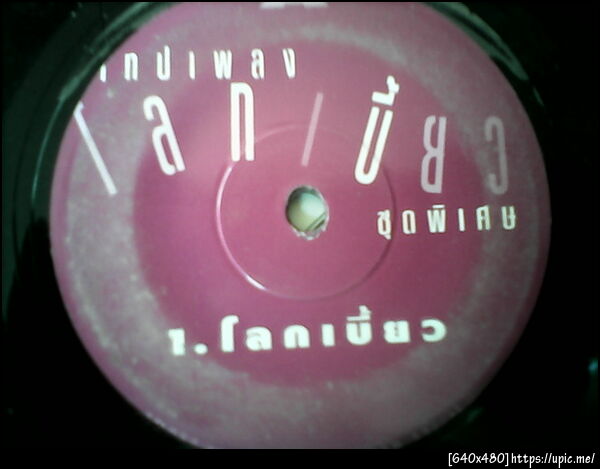 เทปเพลง
โลก/เบี้ยว
ชุดพิเศษ
1.โลกเบี้ยว
[640x480]https://upic.me/